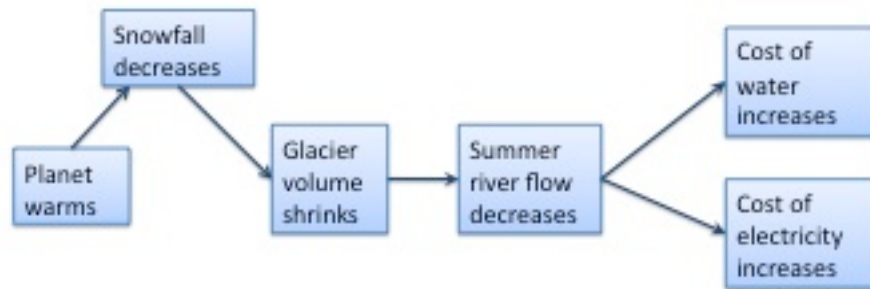 Snowfall
decreases
Planet
warms
Glacier
volume
shrinks
Summer
river flow
decreases
Cost of
water
increases
Cost of
electricity
increases